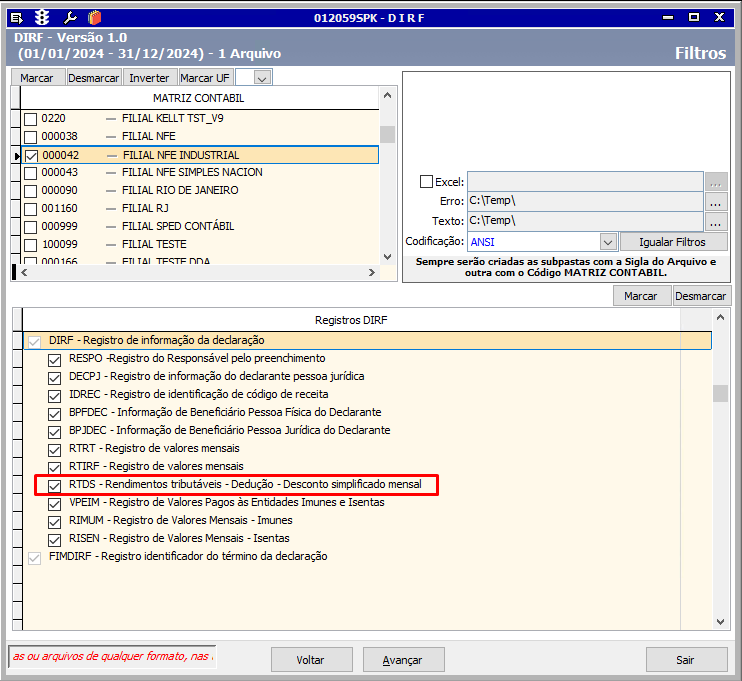 012059SPK - D I R F
DIRF - Versão 1.0
(01/01/2024 - 31/12/2024) - 1 Arquivo
Filtros
Marcar Desmarcar Inverter Marcar UF
MATRIZ CONTABIL
0220 — FILIAL KELLT TST_V9
000038 — FILIAL NFE
000042 — FILIAL NFE INDUSTRIAL
000043 — FILIAL NFE SIMPLES NACION
000090 — FILIAL RIO DE JANEIRO
001160 — FILIAL RJ
000999 — FILIAL SPED CONTÁBIL
100099 — FILIAL TESTE
000166 — FILIAL TESTE DDA
Excel: ...
Erro: C:\Temp\ ...
Texto: C:\Temp\ ...
Codificação: ANSI Igualar Filtros
Sempre serão criadas as subpastas com a Sigla do Arquivo e
outra com o Código MATRIZ CONTABIL.
Marcar Desmarcar
Registros DIRF
DIRF - Registro de informação da declaração
RESPO -Registro do Responsável pelo preenchimento
DECPJ - Registro de informação do declarante pessoa jurídica
IDREC - Registro de identificação de código de receita
BPFDEC - Informação de Beneficiário Pessoa Física do Declarante
BPJDEC - Informação de Beneficiário Pessoa Jurídica do Declarante
RTRT - Registro de valores mensais
RTIRF - Registro de valores mensais
RTDS - Rendimentos tributáveis - Dedução - Desconto simplificado mensal
VPEIM - Registro de Valores Pagos às Entidades Imunes e Isentas
RIMUM - Registro de Valores Mensais - Imunes
RISEN - Registro de Valores Mensais - Isentas
FIMDIRF - Registro identificador do término da declaração
as ou arquivos de qualquer formato, nas
Voltar Avançar Sair